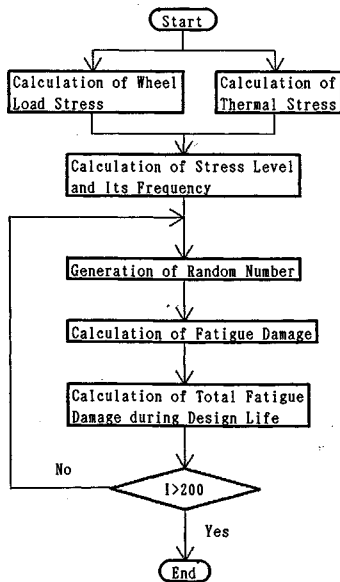 Start
Calculation of Wheel
Load Stress
Calculation of
Thermal Stress
Calculation of Stress Level
and Its Frequency
Generation of Random Number
Calculation of Fatigue Damage
Calculation of Total Fatigue
Damage during Design Life
No
I>200
Yes
End